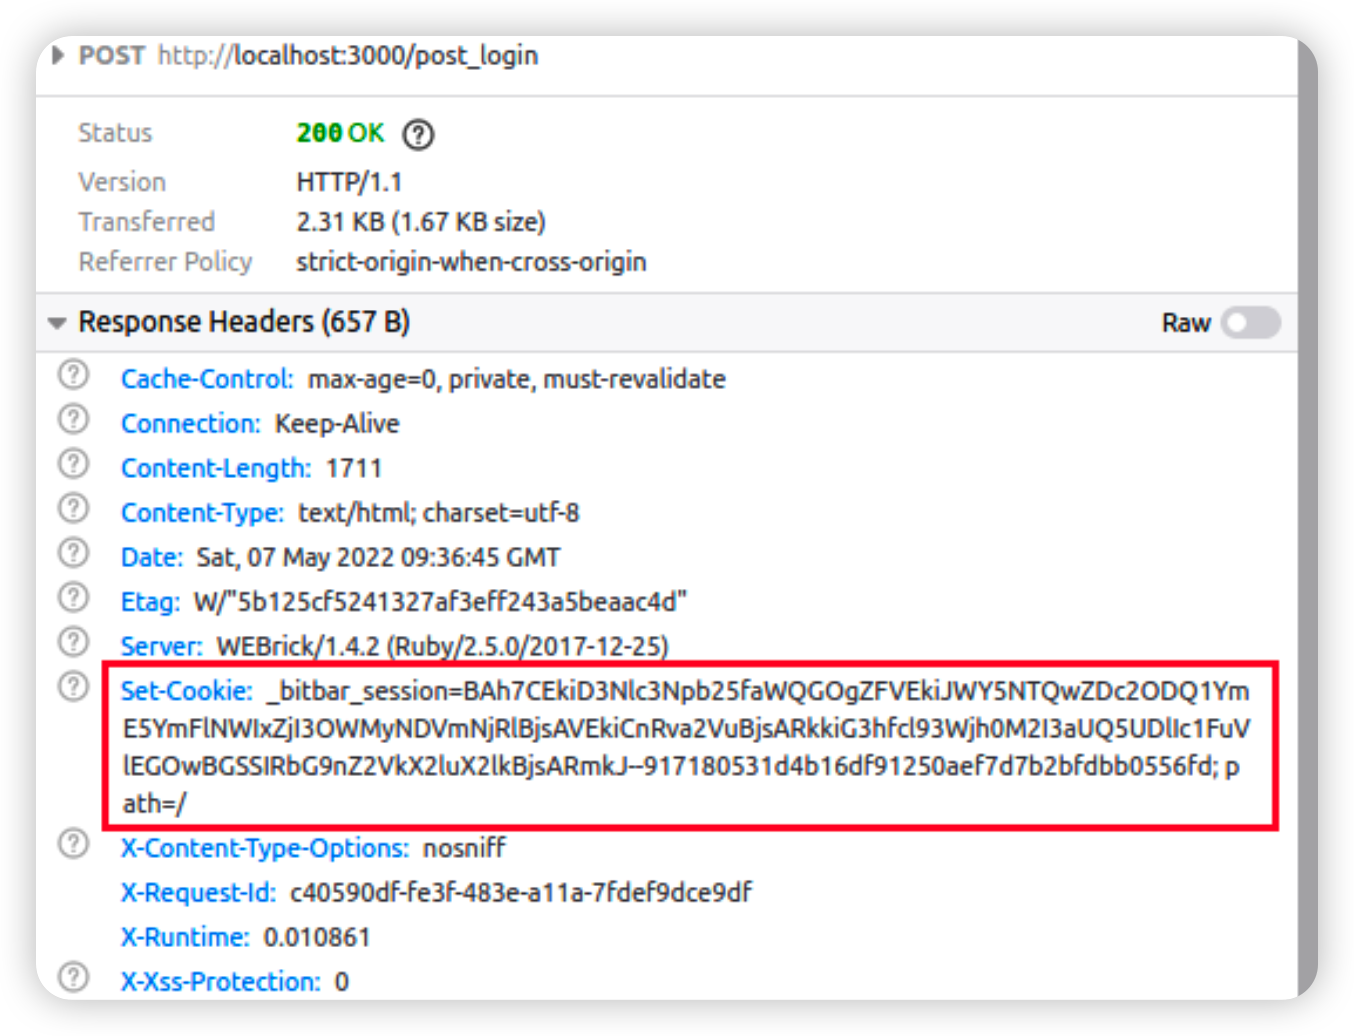 POST http://localhost:3000/post_login
Status 200 OK
Version HTTP/1.1
Transferred 2.31 KB (1.67 KB size)
Referrer Policy strict-origin-when-cross-origin
Response Headers (657 B) Raw
Cache-Control: max-age=0, private, must-revalidate
Connection: Keep-Alive
Content-Length: 1711
Content-Type: text/html; charset=utf-8
Date: Sat, 07 May 2022 09:36:45 GMT
Etag: W/"5b125cf5241327af3eff243a5beaac4d"
Server: WEBrick/1.4.2 (Ruby/2.5.0/2017-12-25)
Set-Cookie: _bitbar_session=BAh7CEkiD3Nlc3Npb25faWQGOgZFVEkiJWY5NTQwZDc2ODQ1Ym
E5YmFlNWIxZjI3OWMyNDVmNjRlBjsAVEkiCnRva2VuBjsARkkiG3hfcl93Wjh0M2I3aUQ5UDlIc1FuV
lEGOwBGSSIRbG9nZ2VkX2luX2lkBjsARmkJ--917180531d4b16df91250aef7d7b2bfdbb0556fd; p
ath=/
X-Content-Type-Options: nosniff
X-Request-Id: c40590df-fe3f-483e-a11a-7fdef9dce9df
X-Runtime: 0.010861
X-Xss-Protection: 0